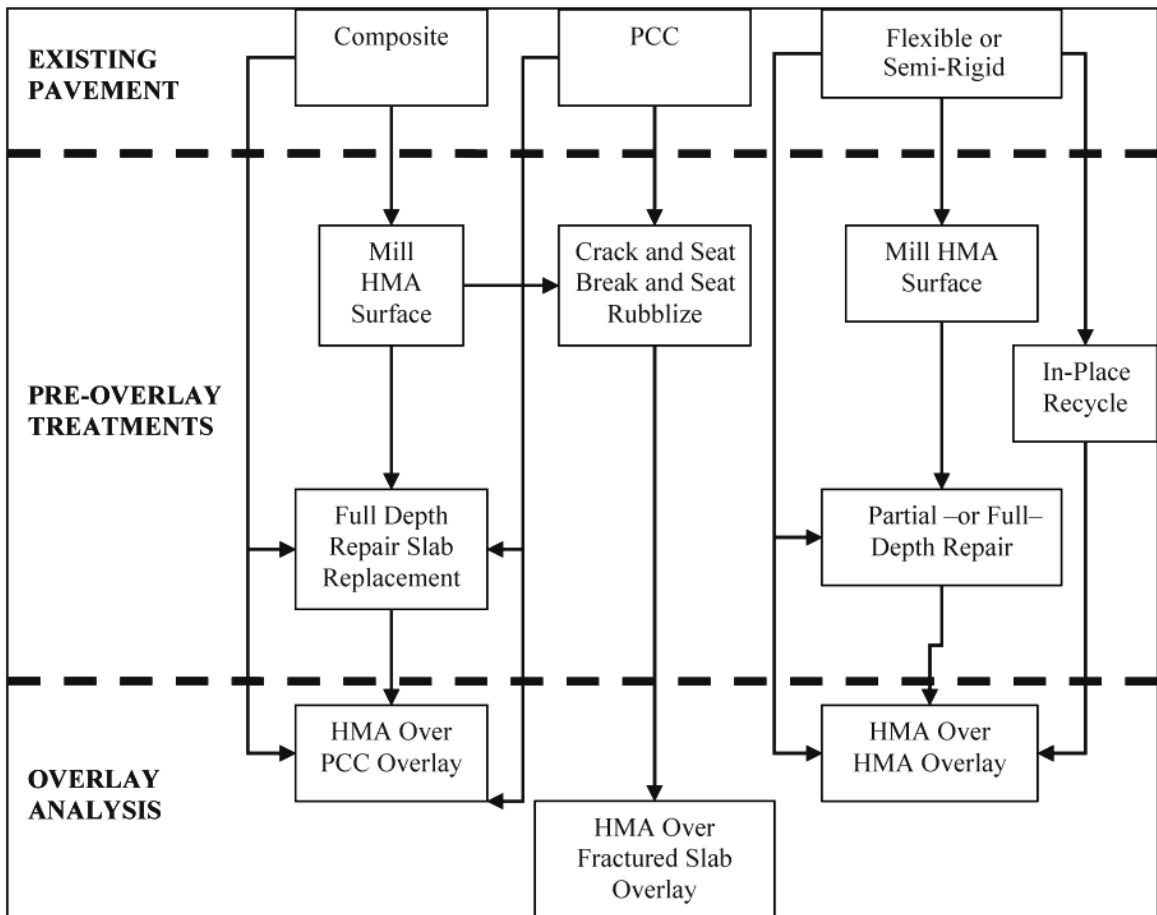 EXISTING
PAVEMENT
Composite
PCC
Flexible or
Semi-Rigid
PRE-OVERLAY
TREATMENTS
Mill
HMA
Surface
Crack and Seat
Break and Seat
Rubblize
Mill HMA
Surface
In-Place
Recycle
Full Depth
Repair Slab
Replacement
Partial –or Full–
Depth Repair
OVERLAY
ANALYSIS
HMA Over
PCC Overlay
HMA Over
Fractured Slab
Overlay
HMA Over
HMA Overlay